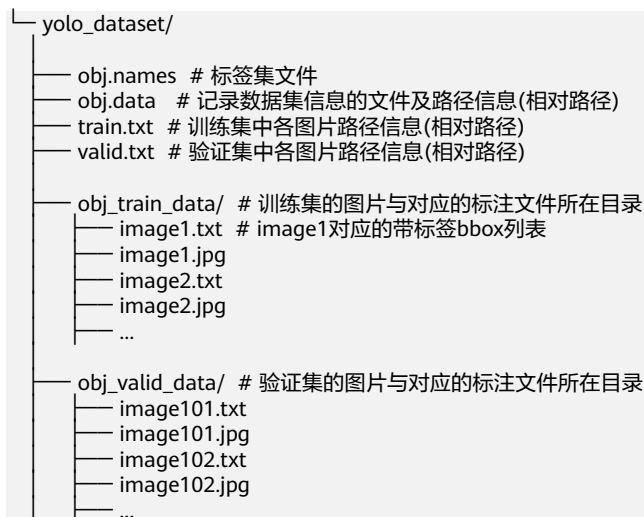 └─ yolo_dataset/
│
├── obj.names # 标签集文件
├── obj.data # 记录数据集信息的文件及路径信息(相对路径)
├── train.txt # 训练集中各图片路径信息(相对路径)
├── valid.txt # 验证集中各图片路径信息(相对路径)
│
├── obj_train_data/ # 训练集的图片与对应的标注文件所在目录
│ ├── image1.txt # image1对应的带标签bbox列表
│ ├── image1.jpg
│ ├── image2.txt
│ ├── image2.jpg
│ ├── ...
│
├── obj_valid_data/ # 验证集的图片与对应的标注文件所在目录
│ ├── image101.txt
│ ├── image101.jpg
│ ├── image102.txt
│ ├── image102.jpg
│ ├── ...